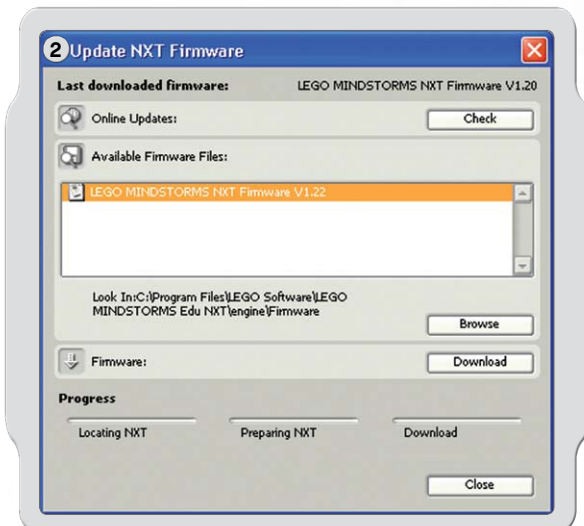 2 Update NXT Firmware
Last downloaded firmware: LEGO MINDSTORMS NXT Firmware V1.20
Online Updates: Check
Available Firmware Files:
LEGO MINDSTORMS NXT Firmware V1.22
Look In:C:\Program Files\LEGO Software\LEGO
MINDSTORMS Edu NXT\engine\Firmware
Browse
Firmware: Download
Progress
Locating NXT Preparing NXT Download
Close